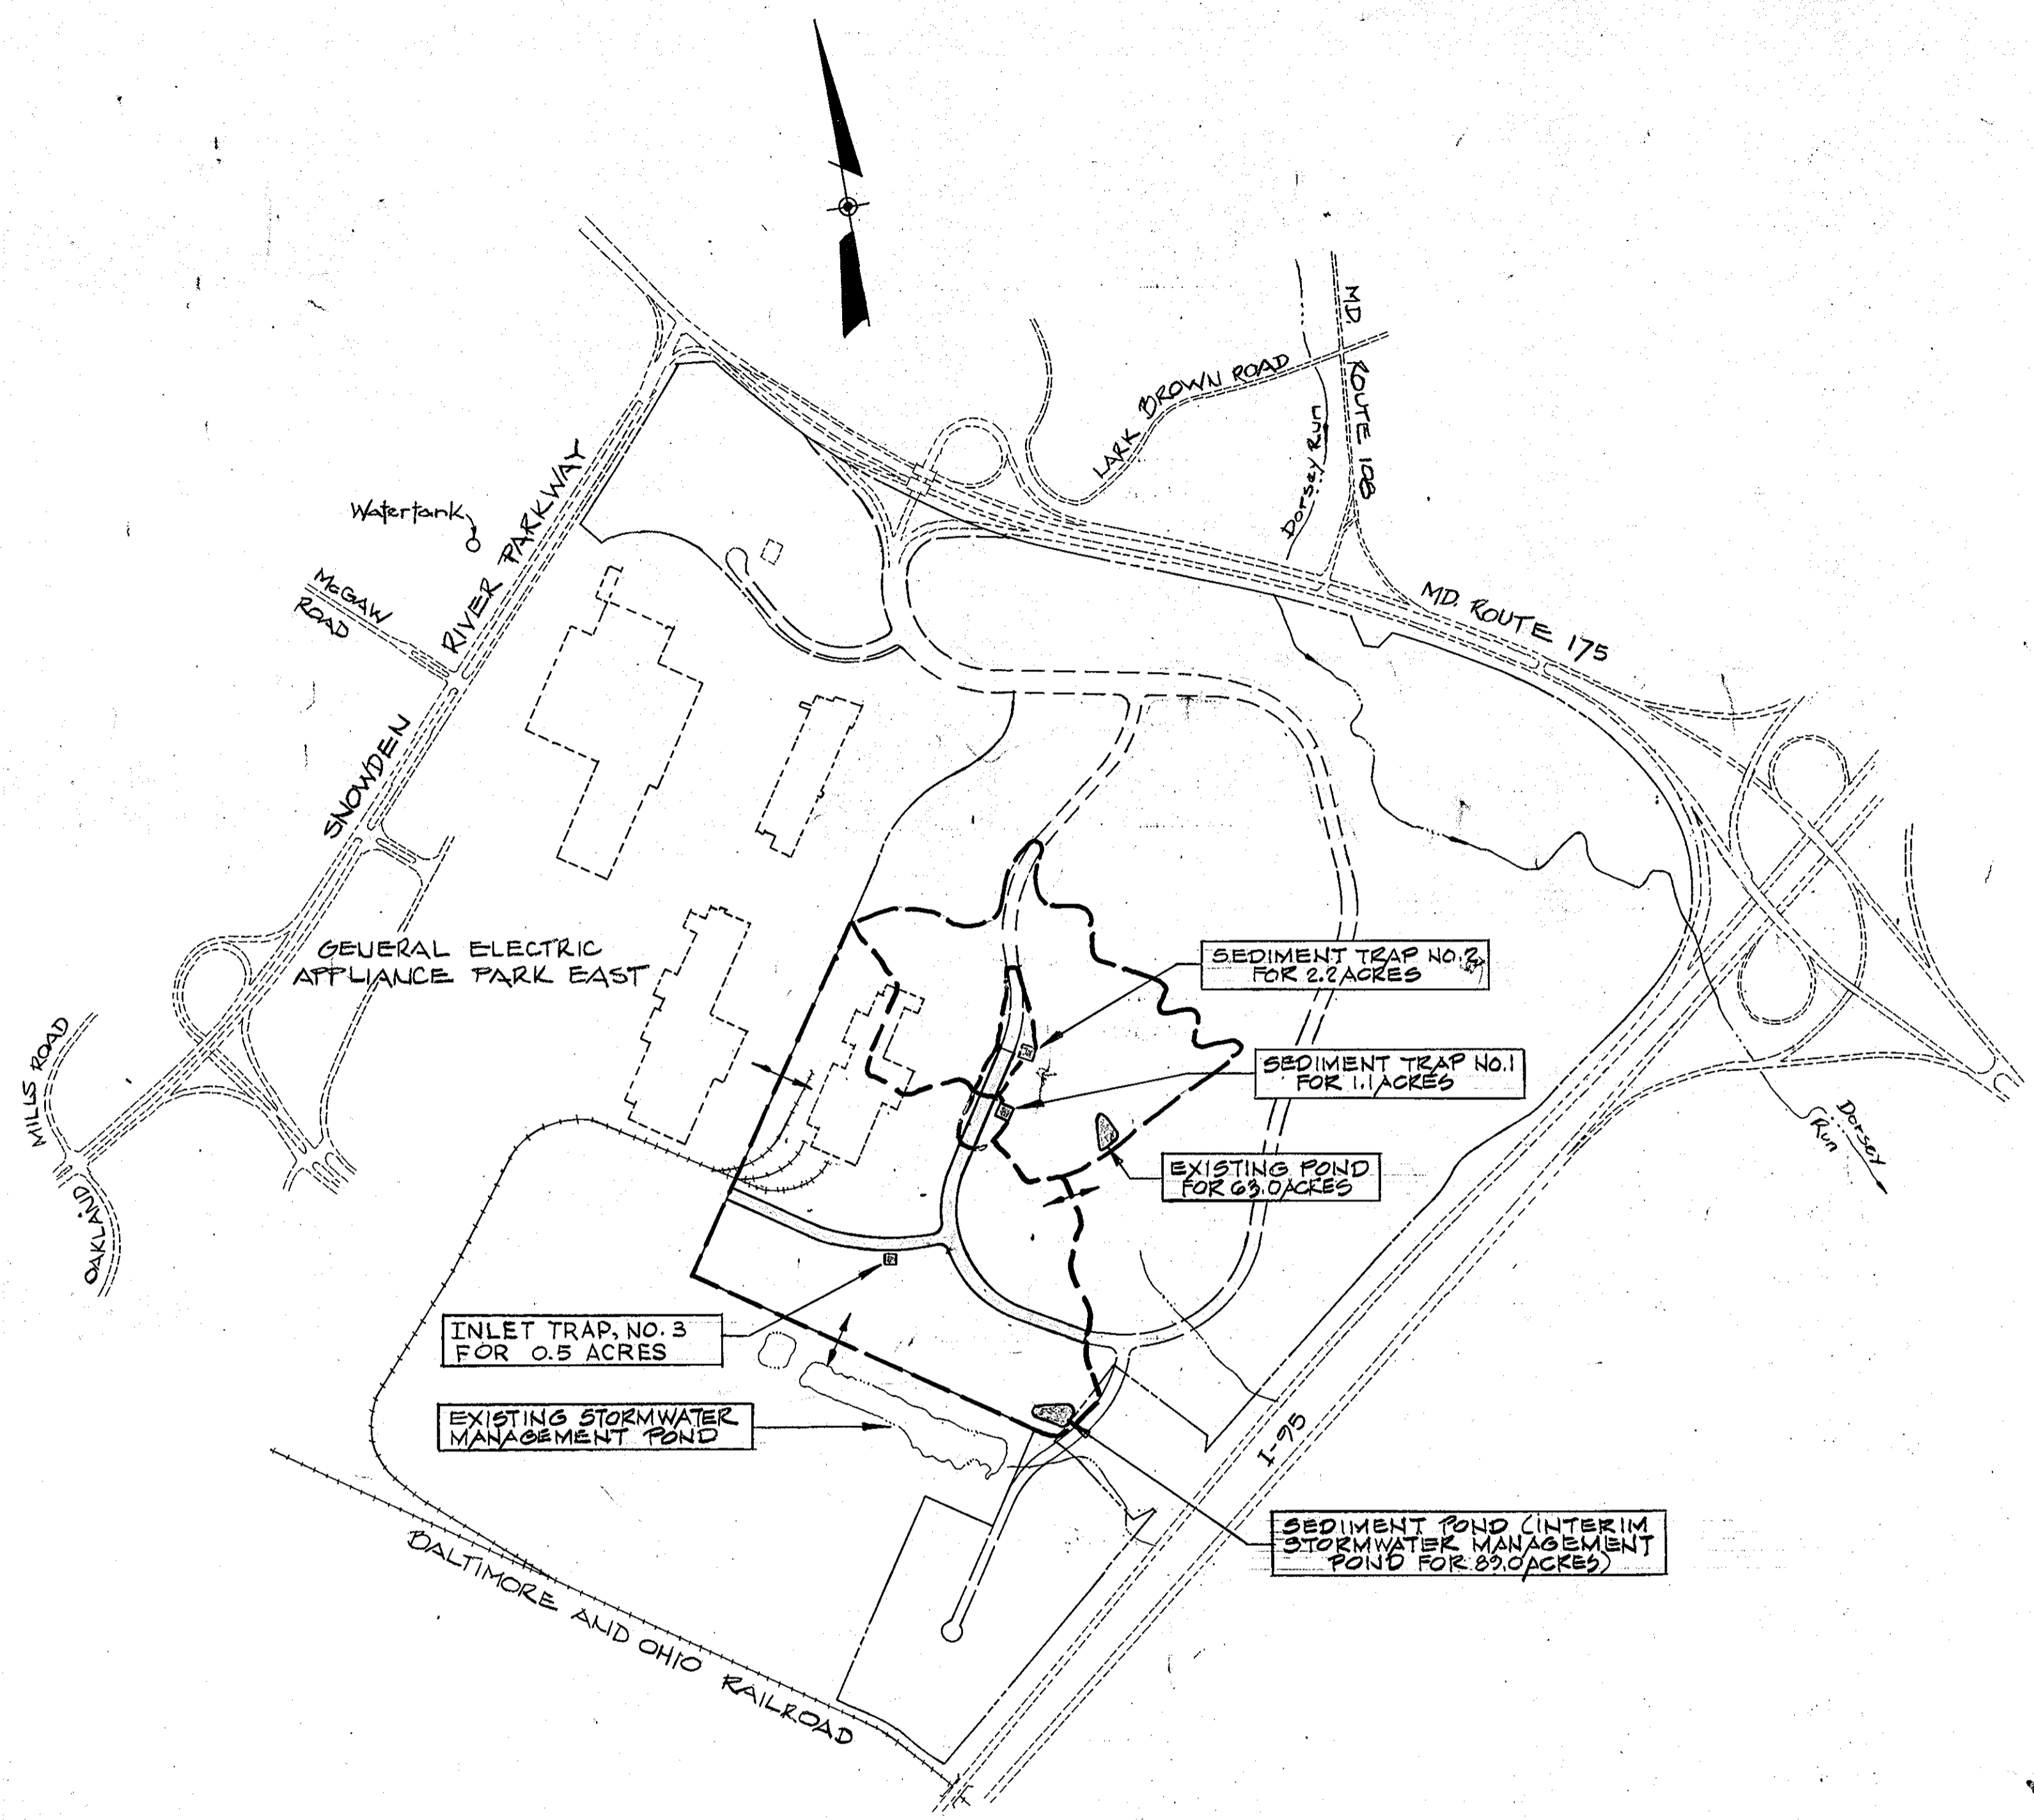 MD.
ROUTE 108
LARK BROWN ROAD
Dorsey Run
Watertank
McGAW
ROAD
SNOWDEN
RIVER PARKWAY
MD. ROUTE 175
GENERAL ELECTRIC
APPLIANCE PARK EAST
SEDIMENT TRAP NO.2
FOR 2.2 ACRES
SEDIMENT TRAP NO.1
FOR 1.1 ACRES
MILLS ROAD
OAKLAND
Dorsey
Run
EXISTING POND
FOR 63.0 ACRES
INLET TRAP, NO. 3
FOR 0.5 ACRES
EXISTING STORMWATER
MANAGEMENT POND
I-95
SEDIMENT POND (INTERIM
STORMWATER MANAGEMENT
POND FOR 89.0 ACRES)
BALTIMORE AND OHIO RAILROAD